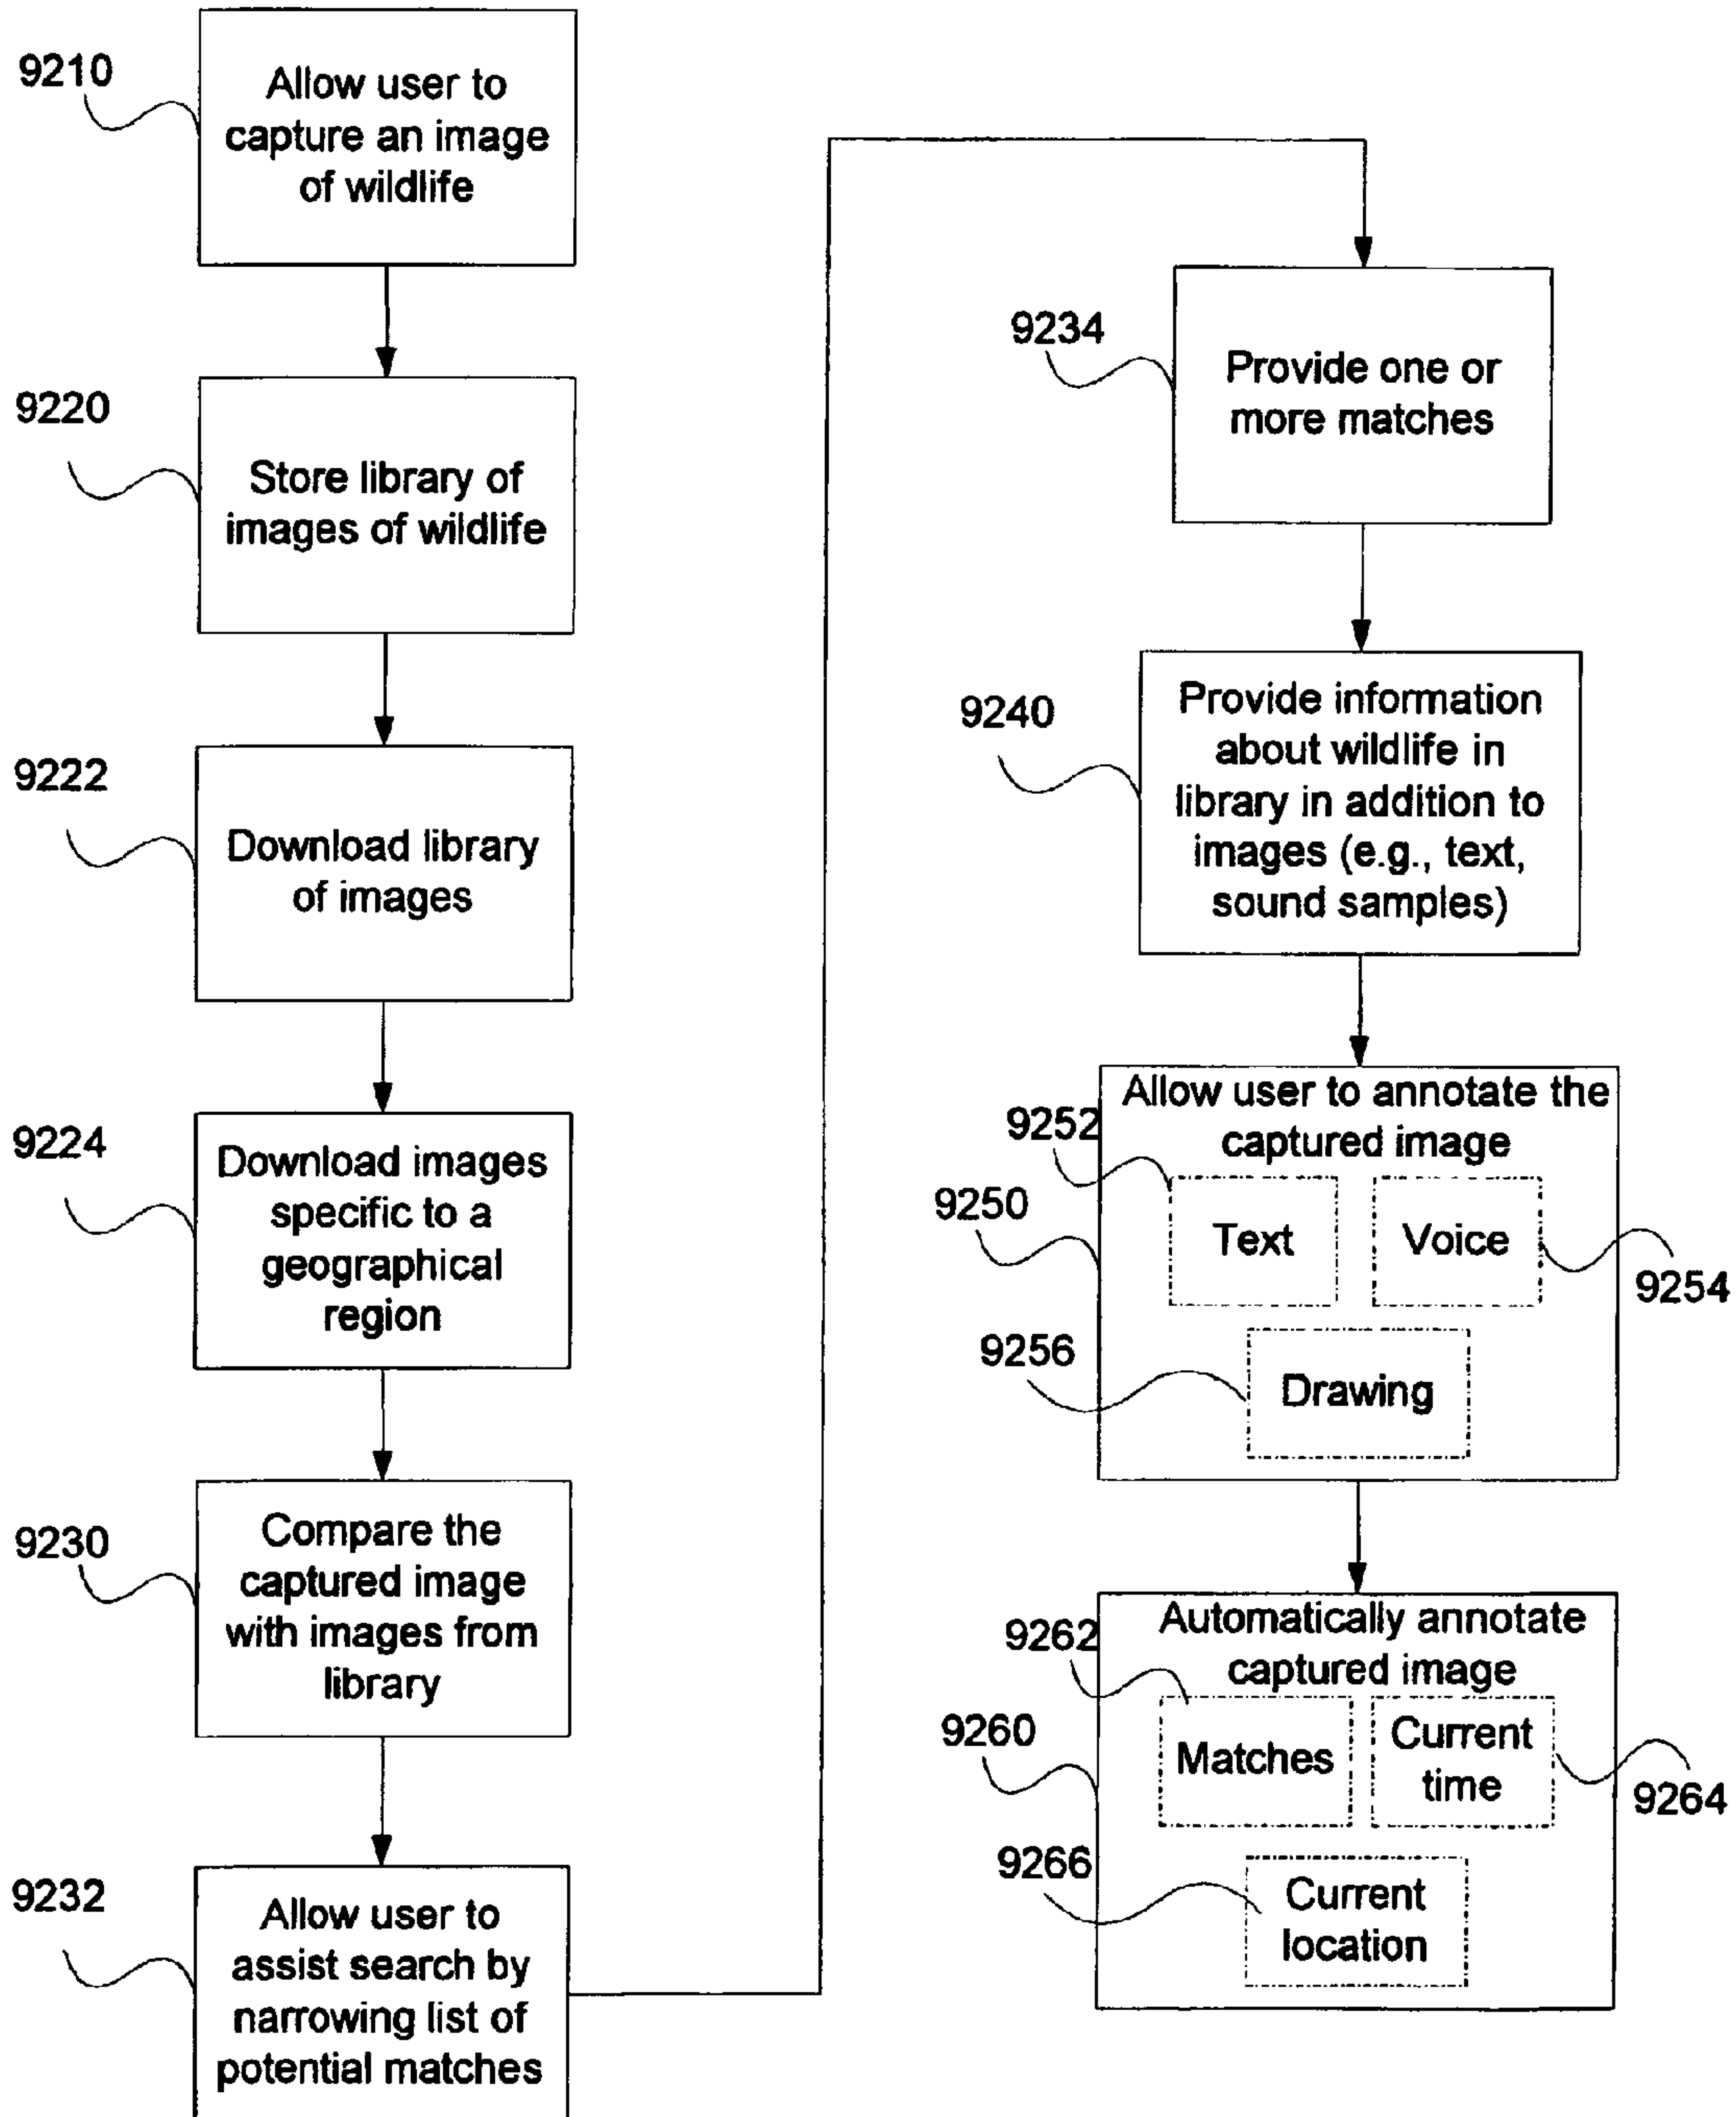 9210
Allow user to
capture an image
of wildlife
9220
Store library of
images of wildlife
9222
Download library
of images
9224
Download images
specific to a
geographical
region
9230
Compare the
captured image
with images from
library
9232
Allow user to
assist search by
narrowing list of
potential matches
9234
Provide one or
more matches
9240
Provide information
about wildlife in
library in addition to
images (e.g., text,
sound samples)
9250
Allow user to annotate the
captured image
9252
Text
Voice
9254
9256
Drawing
9260
Automatically annotate
captured image
9262
Matches
Current
time
9264
9266
Current
location